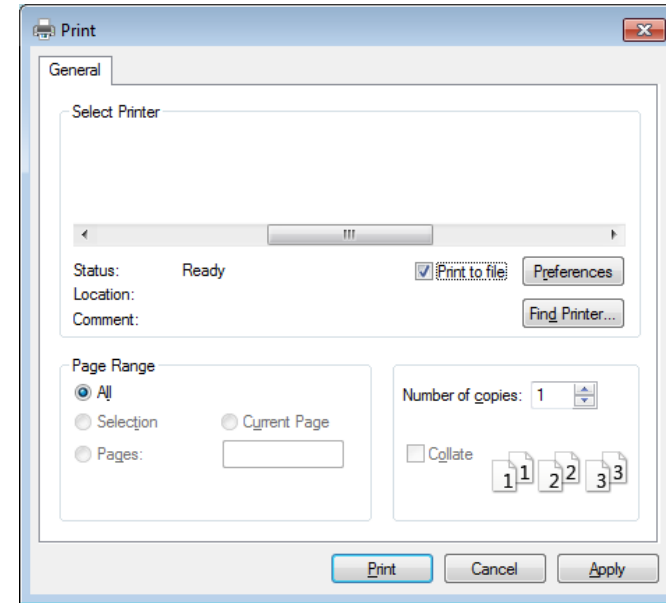 Print
General
Select Printer
Status: Ready
Print to file
Preferences
Location:
Comment:
Find Printer...
Page Range
All
Selection
Current Page
Pages:
Number of copies: 1
Collate
1 1 2 2 3 3
Print Cancel Apply